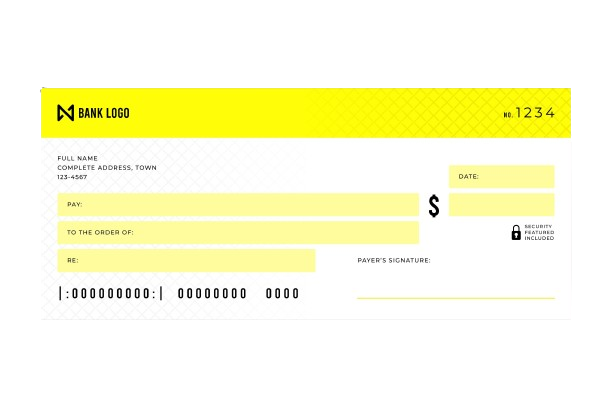 BANK LOGO
NO. 1234
FULL NAME
COMPLETE ADDRESS, TOWN
123-4567
DATE:
PAY:
$
TO THE ORDER OF:
SECURITY
FEATURED
INCLUDED
RE:
PAYER'S SIGNATURE:
|:000000000:| 00000000 0000